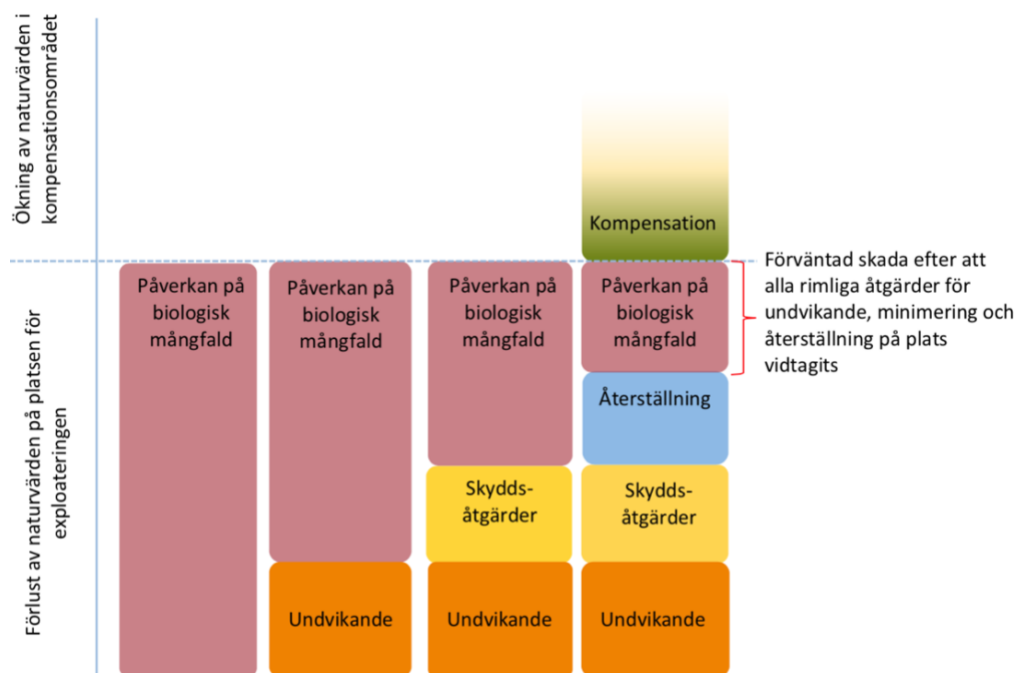 Ökning av naturvärden i
kompensationsområdet
Förlust av naturvärden på platsen för
exploateringen
Påverkan på
biologisk
mångfald
Påverkan på
biologisk
mångfald
Undvikande
Påverkan på
biologisk
mångfald
Skydds-
åtgärder
Undvikande
Kompensation
Påverkan på
biologisk
mångfald
Återställning
Skydds-
åtgärder
Undvikande
Förväntad skada efter att
alla rimliga åtgärder för
undvikande, minimering och
återställning på plats
vidtagits